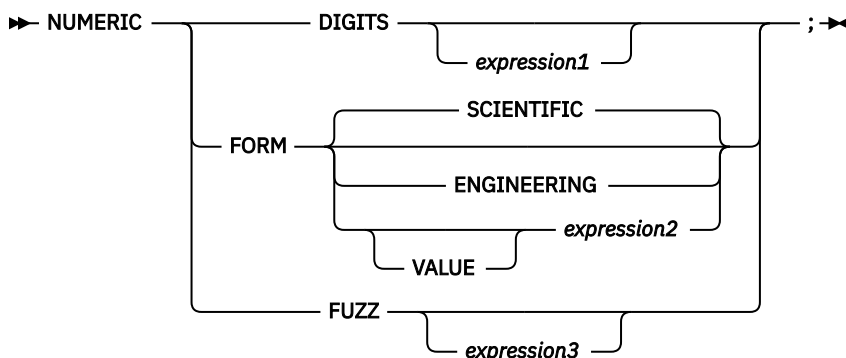 NUMERIC DIGITS ;
expression1
SCIENTIFIC
FORM
ENGINEERING
expression2
VALUE
FUZZ
expression3